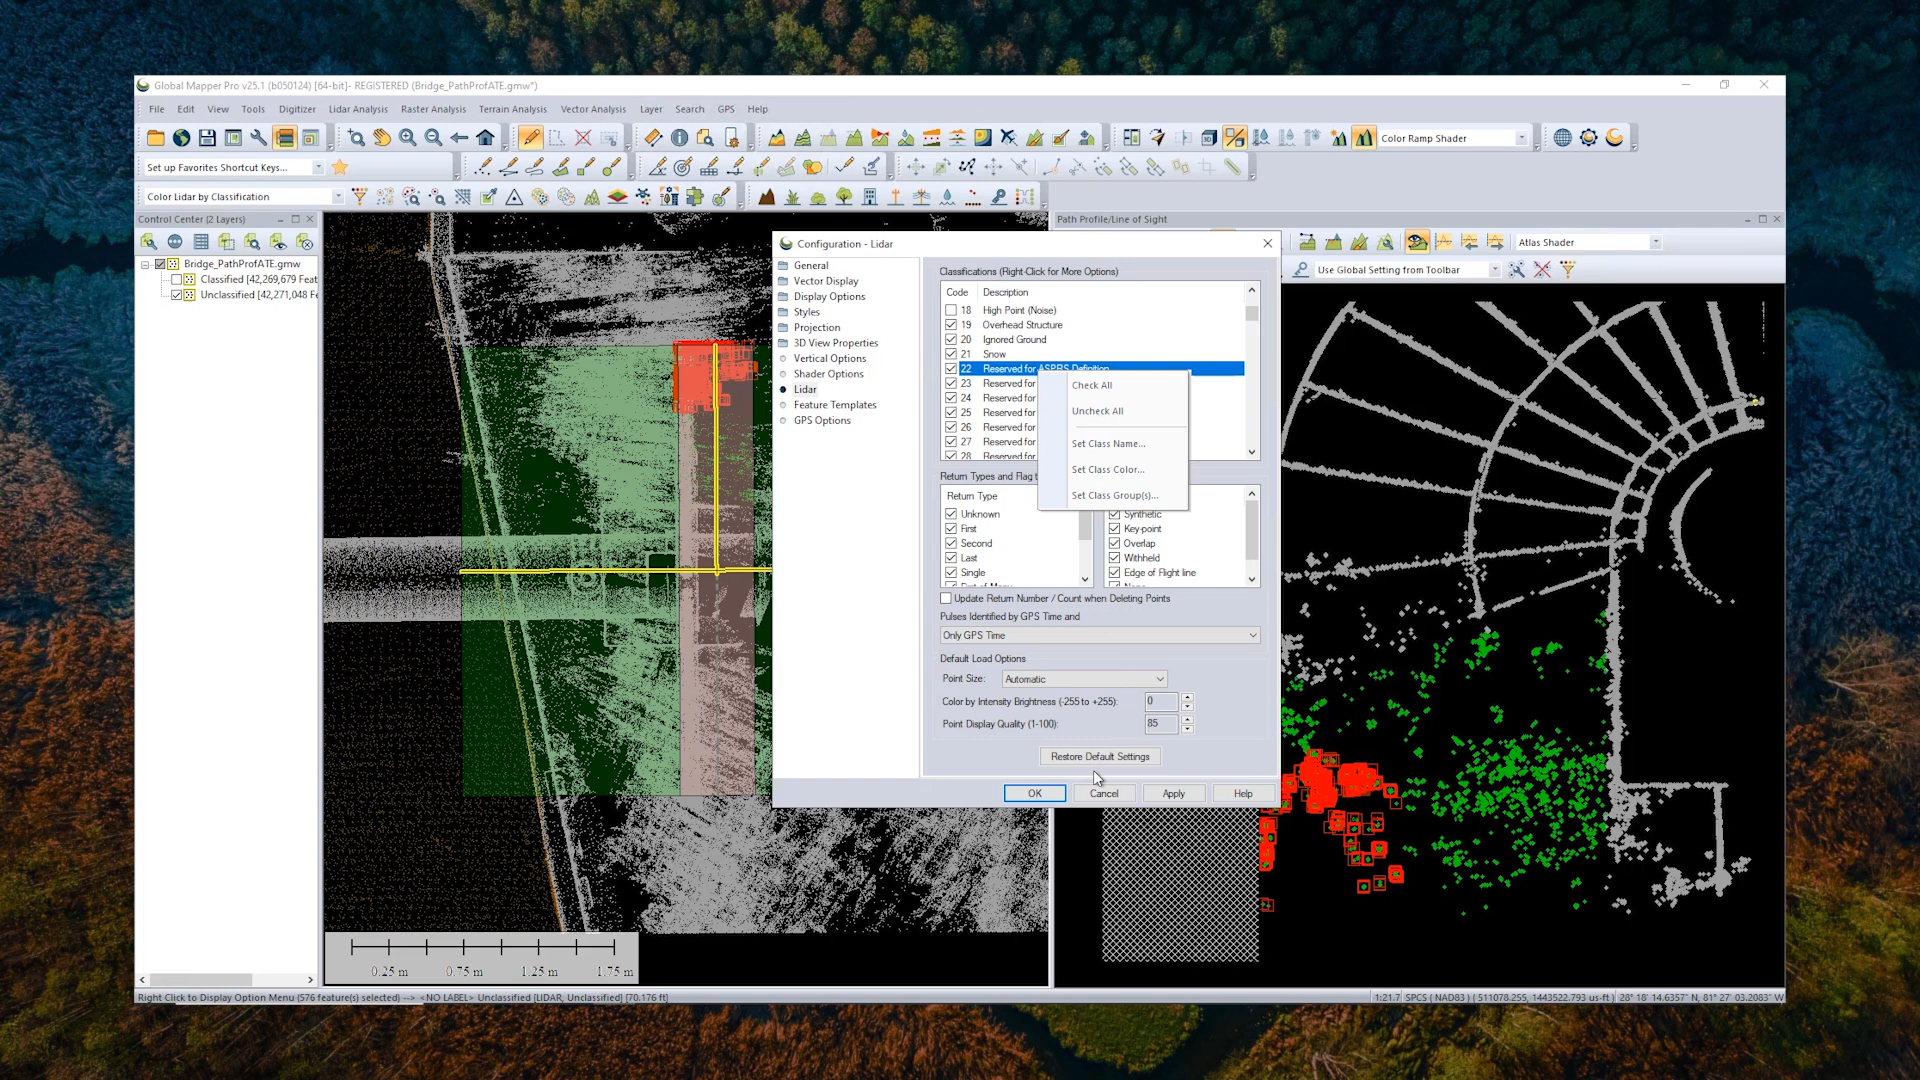 Global Mapper Pro v25.1 (b050124) [64-bit]- REGISTERED (Bridge_PathProfATE.gmw*)
File Edit View Tools Digitizer Lidar Analysis Raster Analysis Terrain Analysis Vector Analysis Layer Search GPS Help
Color Ramp Shader
Set up Favorites Shortcut Keys...
Color Lidar by Classification
Control Center (2 Layers)
Bridge_PathProfATE.gmw
Classified [42,269,679 Feat
Unclassified [42,271,048 Fe
Path Profile/Line of Sight
Atlas Shader
Use Global Setting from Toolbar
Configuration - Lidar
General
Vector Display
Display Options
Styles
Projection
3D View Properties
Vertical Options
Shader Options
Lidar
Feature Templates
GPS Options
Classifications (Right-Click for More Options)
Code Description
18 High Point (Noise)
19 Overhead Structure
20 Ignored Ground
21 Snow
22 Reserved for ASPRS Definition
23 Reserved for
24 Reserved for
25 Reserved for
26 Reserved for
27 Reserved for
28 Reserved for
Check All
Uncheck All
Set Class Name...
Set Class Color...
Set Class Group(s)...
Return Types and Flag t
Return Type
Unknown
First
Second
Last
Single
Synthetic
Key-point
Overlap
Withheld
Edge of Flight line
Update Return Number / Count when Deleting Points
Pulses Identified by GPS Time and
Only GPS Time
Default Load Options
Point Size: Automatic
Color by Intensity Brightness (-255 to +255): 0
Point Display Quality (1-100): 85
Restore Default Settings
OK Cancel Apply Help
0.25 m 0.75 m 1.25 m 1.75 m
Right Click to Display Option Menu (576 feature(s) selected) --> <NO LABEL> Unclassified [LIDAR, Unclassified] [70.176 ft]
1:21.7 SPCS ( NAD83 ) ( 511078.255, 1443522.793 us-ft ) 28° 18' 14.6357" N, 81° 27' 03.2083" W